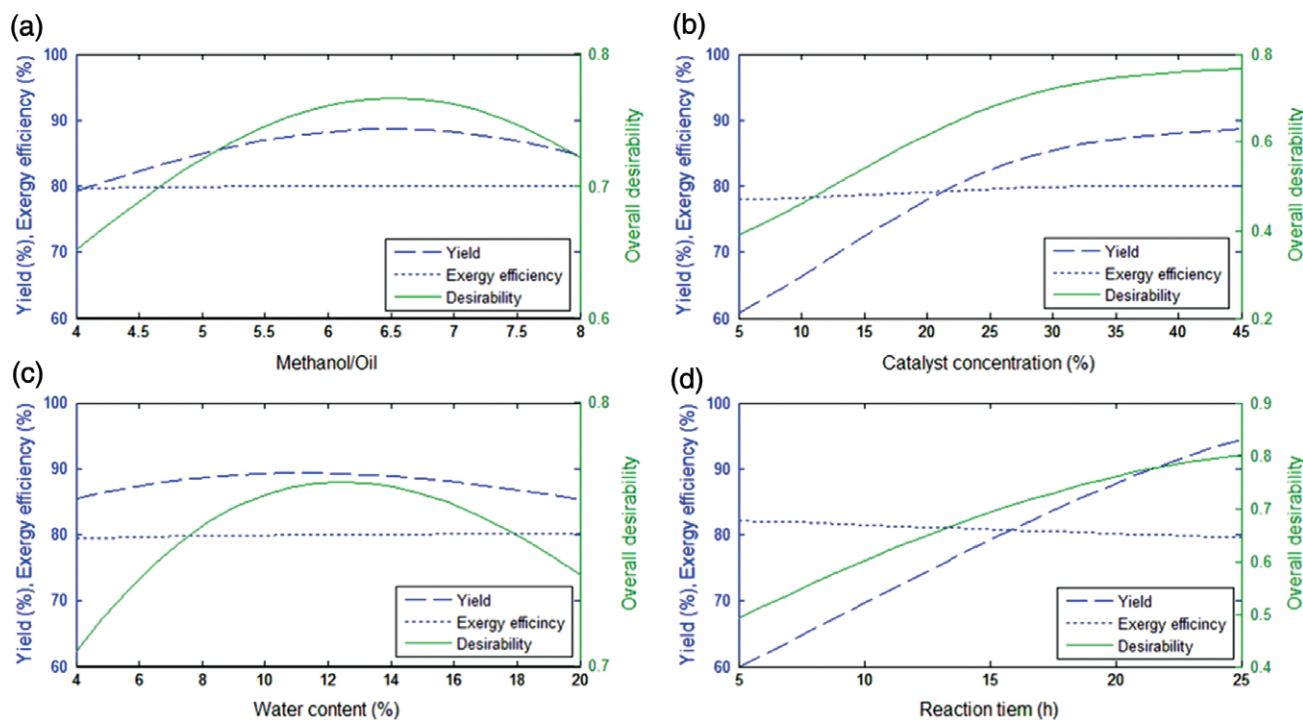 (a)
100
90
80
70
60
Yield (%), Exergy efficiency (%)
0.8
0.7
0.6
Overall desirability
Yield
Exergy efficiency
Desirability
4 4.5 5 5.5 6 6.5 7 7.5 8
Methanol/Oil
(b)
100
90
80
70
60
Yield (%), Exergy efficiency (%)
0.8
0.6
0.4
0.2
Overall desirability
Yield
Exergy efficiency
Desirability
5 10 15 20 25 30 35 40 45
Catalyst concentration (%)
(c)
100
90
80
70
60
Yield (%), Exergy efficiency (%)
0.8
0.7
Overall desirability
Yield
Exergy efficincy
Desirability
4 6 8 10 12 14 16 18 20
Water content (%)
(d)
100
90
80
70
60
Yield (%), Exergy efficiency (%)
0.9
0.8
0.7
0.6
0.5
0.4
Overall desirability
Yield
Exergy efficincy
Desirability
5 10 15 20 25
Reaction tiem (h)